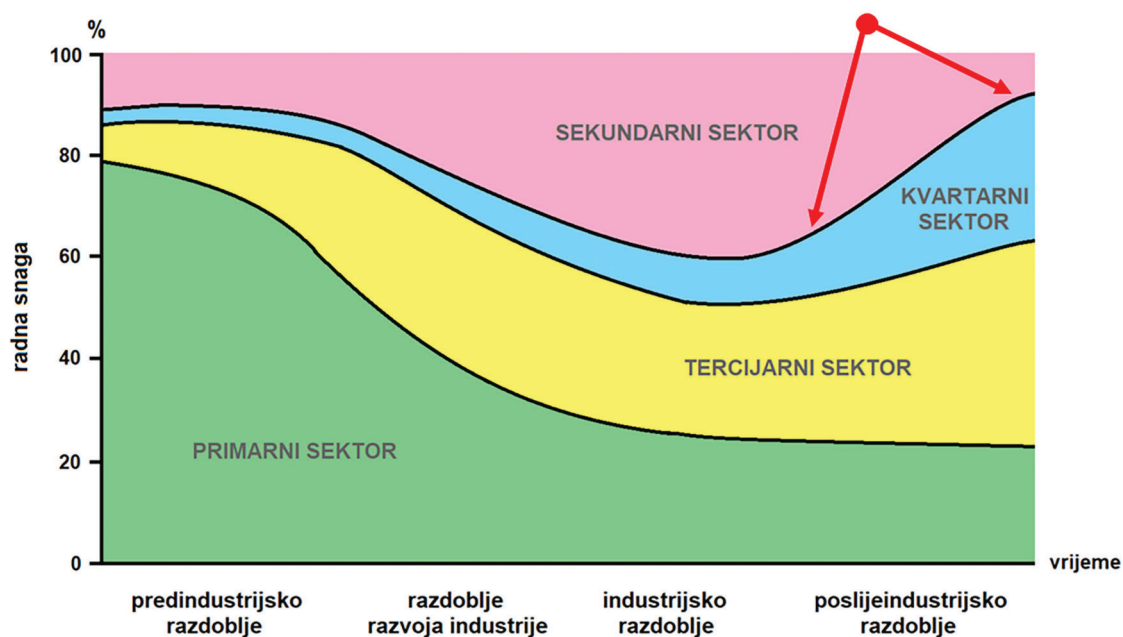 %
100
80
60
40
20
0
radna snaga
SEKUNDARNI SEKTOR
KVARTARNI
SEKTOR
TERCIJARNI SEKTOR
PRIMARNI SEKTOR
vrijeme
predindustrijsko
razdoblje
razdoblje
razvoja industrije
industrijsko
razdoblje
poslijeindustrijsko
razdoblje